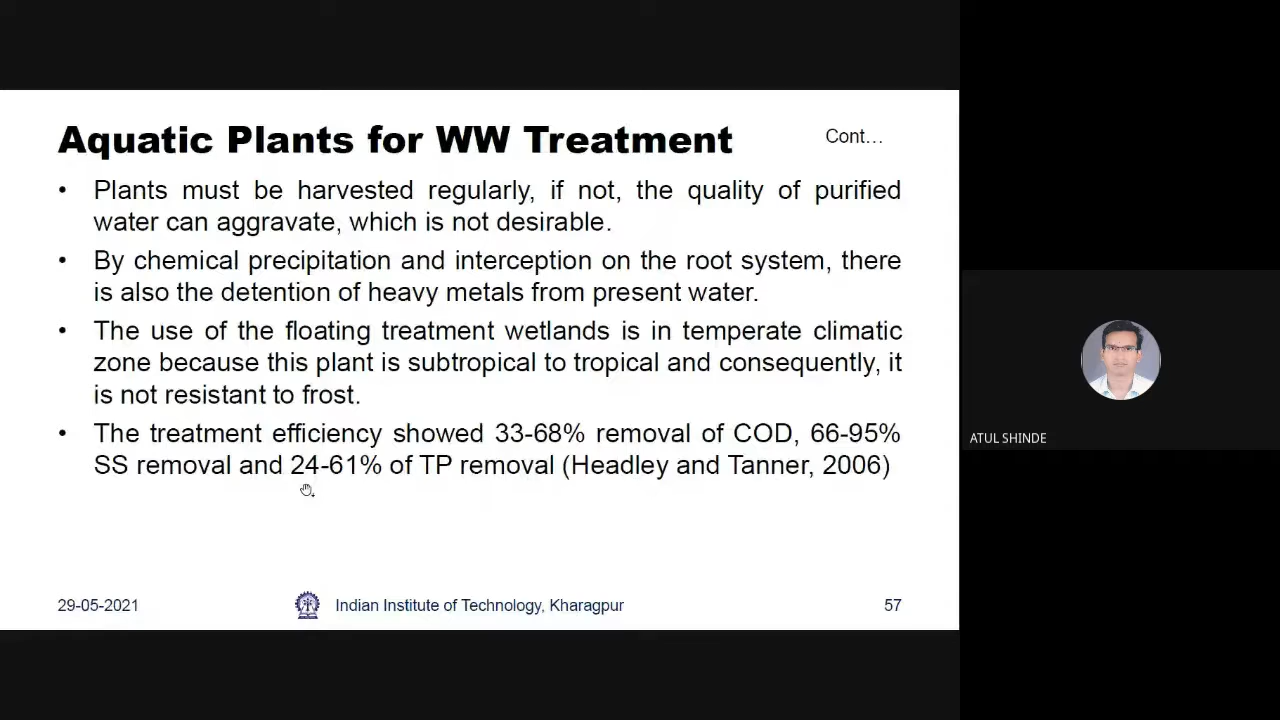 Aquatic Plants for WW Treatment
Cont...
• Plants must be harvested regularly, if not, the quality of purified
water can aggravate, which is not desirable.
• By chemical precipitation and interception on the root system, there
is also the detention of heavy metals from present water.
• The use of the floating treatment wetlands is in temperate climatic
zone because this plant is subtropical to tropical and consequently, it
is not resistant to frost.
• The treatment efficiency showed 33-68% removal of COD, 66-95%
SS removal and 24-61% of TP removal (Headley and Tanner, 2006)
29-05-2021
Indian Institute of Technology, Kharagpur
57
ATUL SHINDE